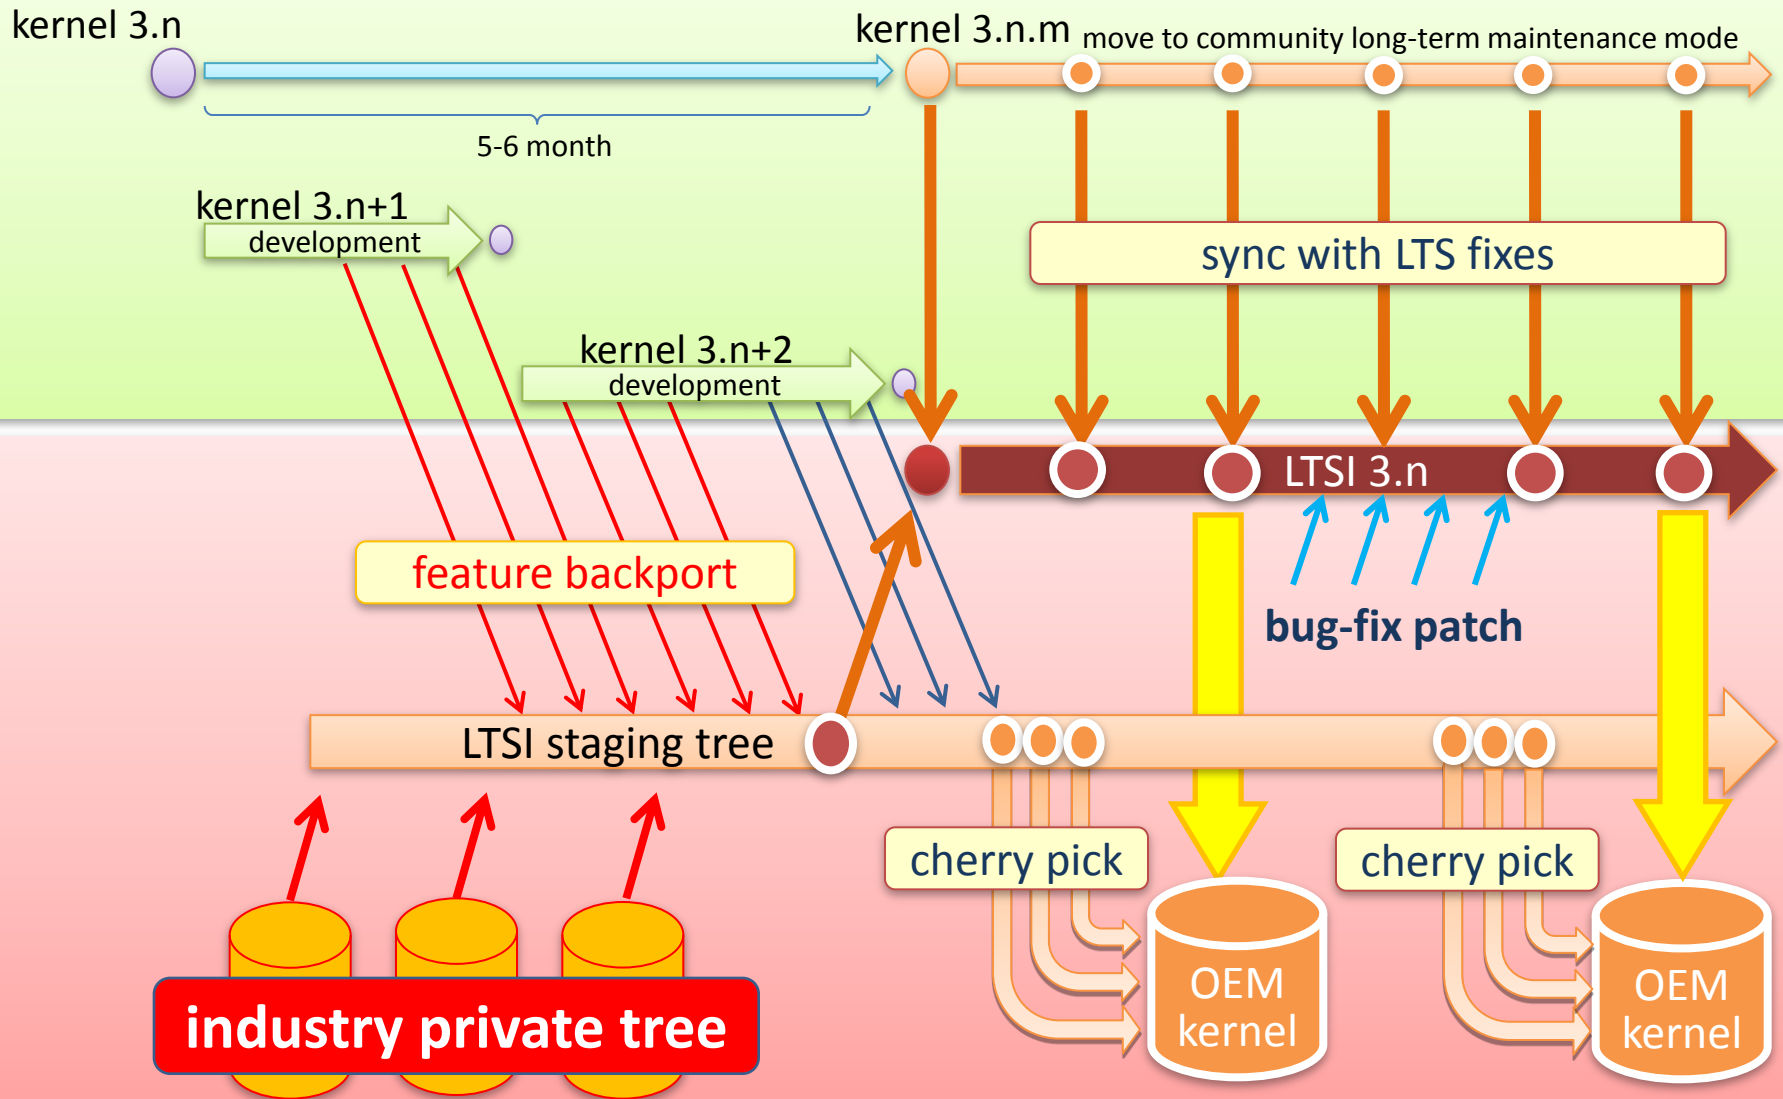 kernel 3.n
kernel 3.n.m
move to community long-term maintenance mode
5-6 month
kernel 3.n+1
development
sync with LTS fixes
kernel 3.n+2
development
LTSI 3.n
feature backport
bug-fix patch
LTSI staging tree
cherry pick
cherry pick
industry private tree
OEM
kernel
OEM
kernel